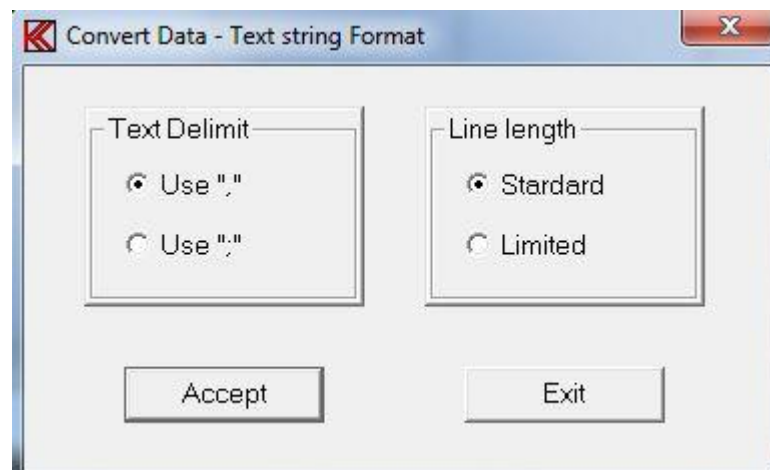 Convert Data - Text string Format
Text Delimit
Use ","
Use ";"
Line length
Stardard
Limited
Accept
Exit